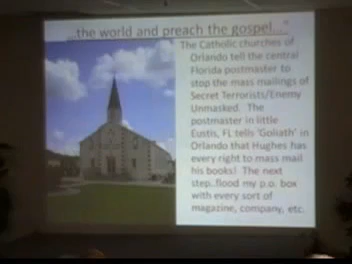 ...the world and preach the gospel..."
The Catholic churches of
Orlando tell the central
Florida postmaster to
stop the mass mailings of
Secret Terrorists/Enemy
Unmasked. The
postmaster in little
Eustis, FL tells 'Goliath' in
Orlando that Hughes has
every right to mass mail
his books! The next
step..flood my p.o. box
with every sort of
magazine, company, etc.